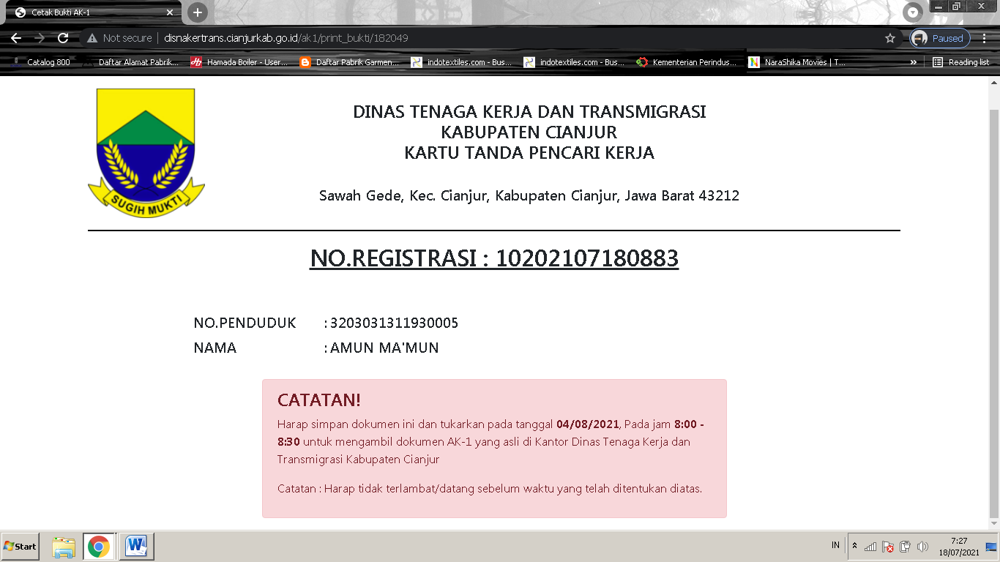 Cetak Bukti AK-1
Not secure | disnakertrans.cianjurkab.go.id/ak1/print_bukti/182049
Paused
Catalog 800
Daftar Alamat Pabrik...
Hamada Boiler - User...
Daftar Pabrik Garmen...
indotextiles.com - Bus...
indotextiles.com - Bus...
Kementerian Perindus...
NaraShika Movies | T...
»
Reading list
SUGIH MUKTI
DINAS TENAGA KERJA DAN TRANSMIGRASI
KABUPATEN CIANJUR
KARTU TANDA PENCARI KERJA
Sawah Gede, Kec. Cianjur, Kabupaten Cianjur, Jawa Barat 43212
NO.REGISTRASI : 10202107180883
NO.PENDUDUK : 3203031311930005
NAMA : AMUN MA'MUN
CATATAN!
Harap simpan dokumen ini dan tukarkan pada tanggal 04/08/2021, Pada jam 8:00 -
8:30 untuk mengambil dokumen AK-1 yang asli di Kantor Dinas Tenaga Kerja dan
Transmigrasi Kabupaten Cianjur
Catatan : Harap tidak terlambat/datang sebelum waktu yang telah ditentukan diatas.
Start
IN
7:27
18/07/2021